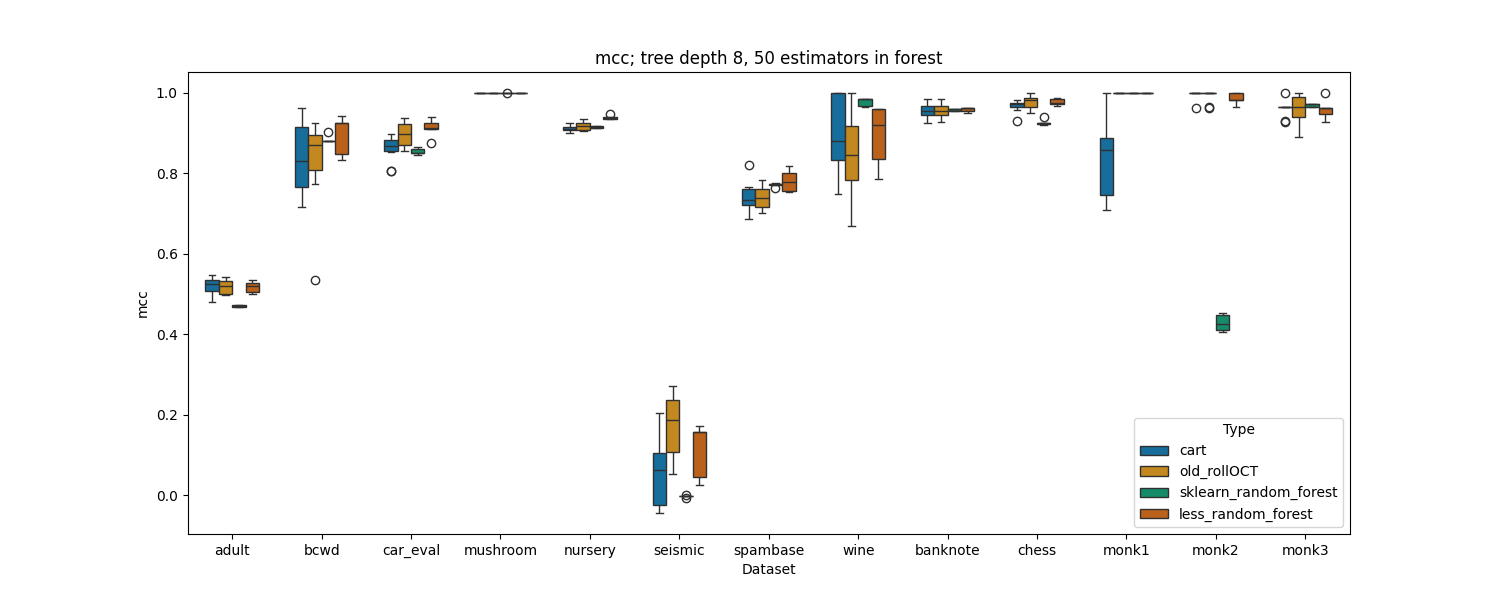 mcc; tree depth 8, 50 estimators in forest
mcc
1.0
0.8
0.6
0.4
0.2
0.0
Type
cart
old_rollOCT
sklearn_random_forest
less_random_forest
adult bcwd car_eval mushroom nursery seismic spambase wine banknote chess monk1 monk2 monk3
Dataset